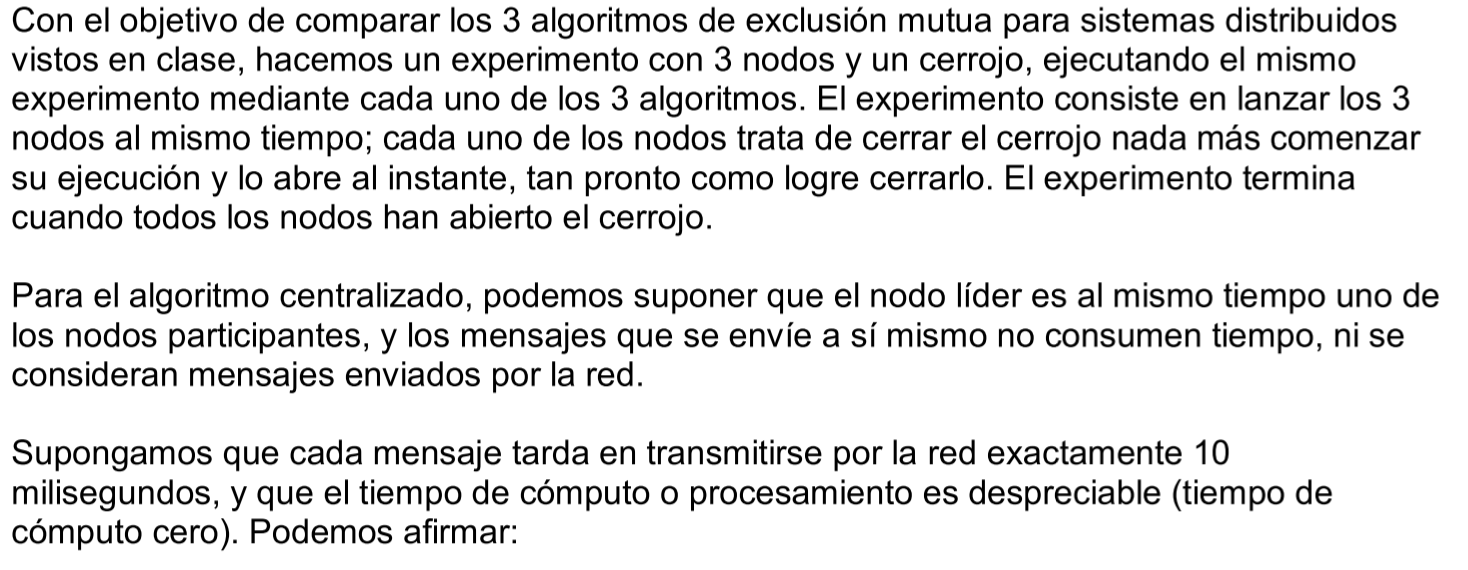 Con el objetivo de comparar los 3 algoritmos de exclusión mutua para sistemas distribuidos
vistos en clase, hacemos un experimento con 3 nodos y un cerrojo, ejecutando el mismo
experimento mediante cada uno de los 3 algoritmos. El experimento consiste en lanzar los 3
nodos al mismo tiempo; cada uno de los nodos trata de cerrar el cerrojo nada más comenzar
su ejecución y lo abre al instante, tan pronto como logre cerrarlo. El experimento termina
cuando todos los nodos han abierto el cerrojo.
Para el algoritmo centralizado, podemos suponer que el nodo líder es al mismo tiempo uno de
los nodos participantes, y los mensajes que se envíe a sí mismo no consumen tiempo, ni se
consideran mensajes enviados por la red.
Supongamos que cada mensaje tarda en transmitirse por la red exactamente 10
milisegundos, y que el tiempo de cómputo o procesamiento es despreciable (tiempo de
cómputo cero). Podemos afirmar: